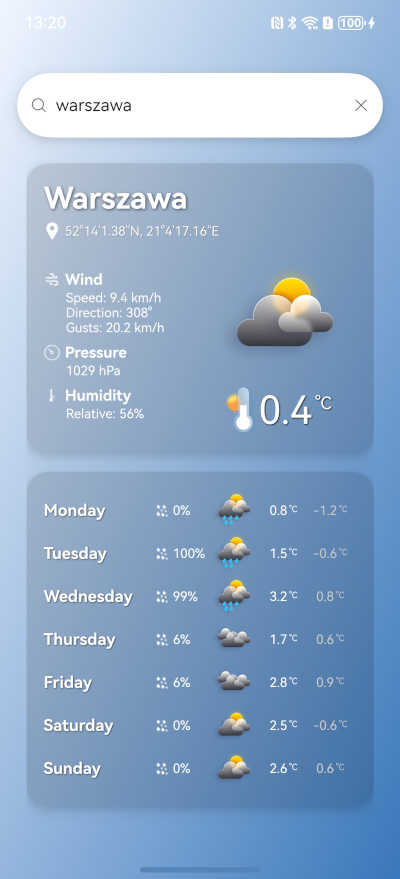 13:20
100
warszawa
Warszawa
52°14'1.38"N, 21°4'17.16"E
Wind
Speed: 9.4 km/h
Direction: 308°
Gusts: 20.2 km/h
Pressure
1029 hPa
Humidity
Relative: 56%
0.4 °C
Monday 0% 0.8 °C -1.2 °C
Tuesday 100% 1.5 °C -0.6 °C
Wednesday 99% 3.2 °C 0.8 °C
Thursday 6% 1.7 °C 0.6 °C
Friday 6% 2.8 °C 0.9 °C
Saturday 0% 2.5 °C -0.6 °C
Sunday 0% 2.6 °C 0.6 °C